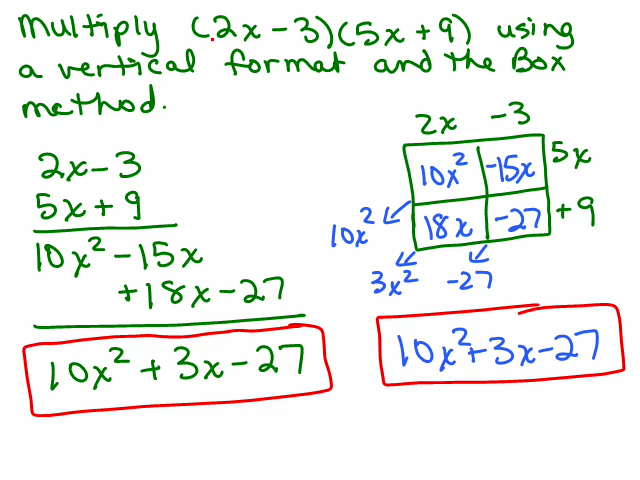 Multiply (2x - 3)(5x + 9) using
a vertical format and the Box
method.
2x - 3
5x + 9
10x² - 15x
+ 18x - 27
10x² + 3x - 27
2x -3
10x² -15x 5x
18x -27 +9
10x²
3x² -27
10x² + 3x - 27